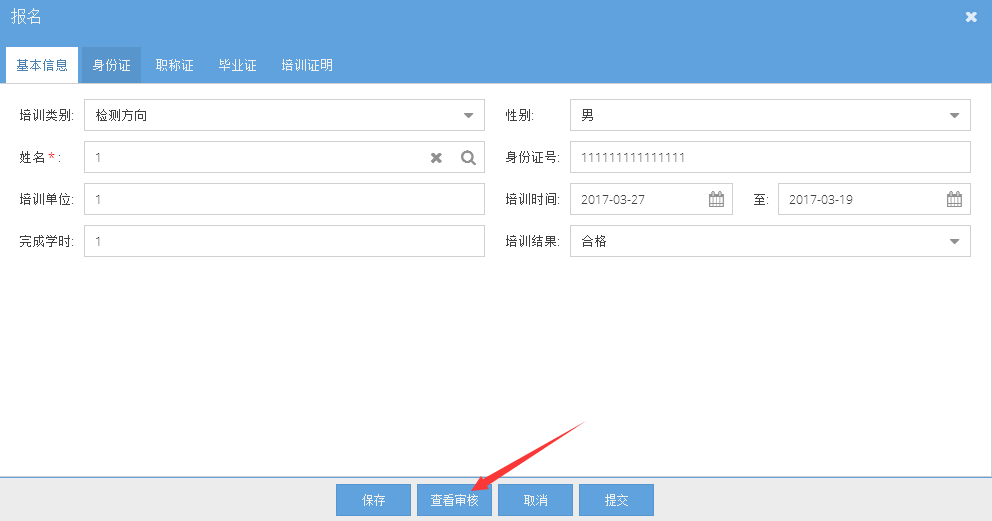 报名
基本信息 身份证 职称证 毕业证 培训证明
培训类别: 检测方向 性别: 男
姓名*: 1 身份证号: 111111111111111
培训单位: 1 培训时间: 2017-03-27 至: 2017-03-19
完成学时: 1 培训结果: 合格
保存 查看审核 取消 提交